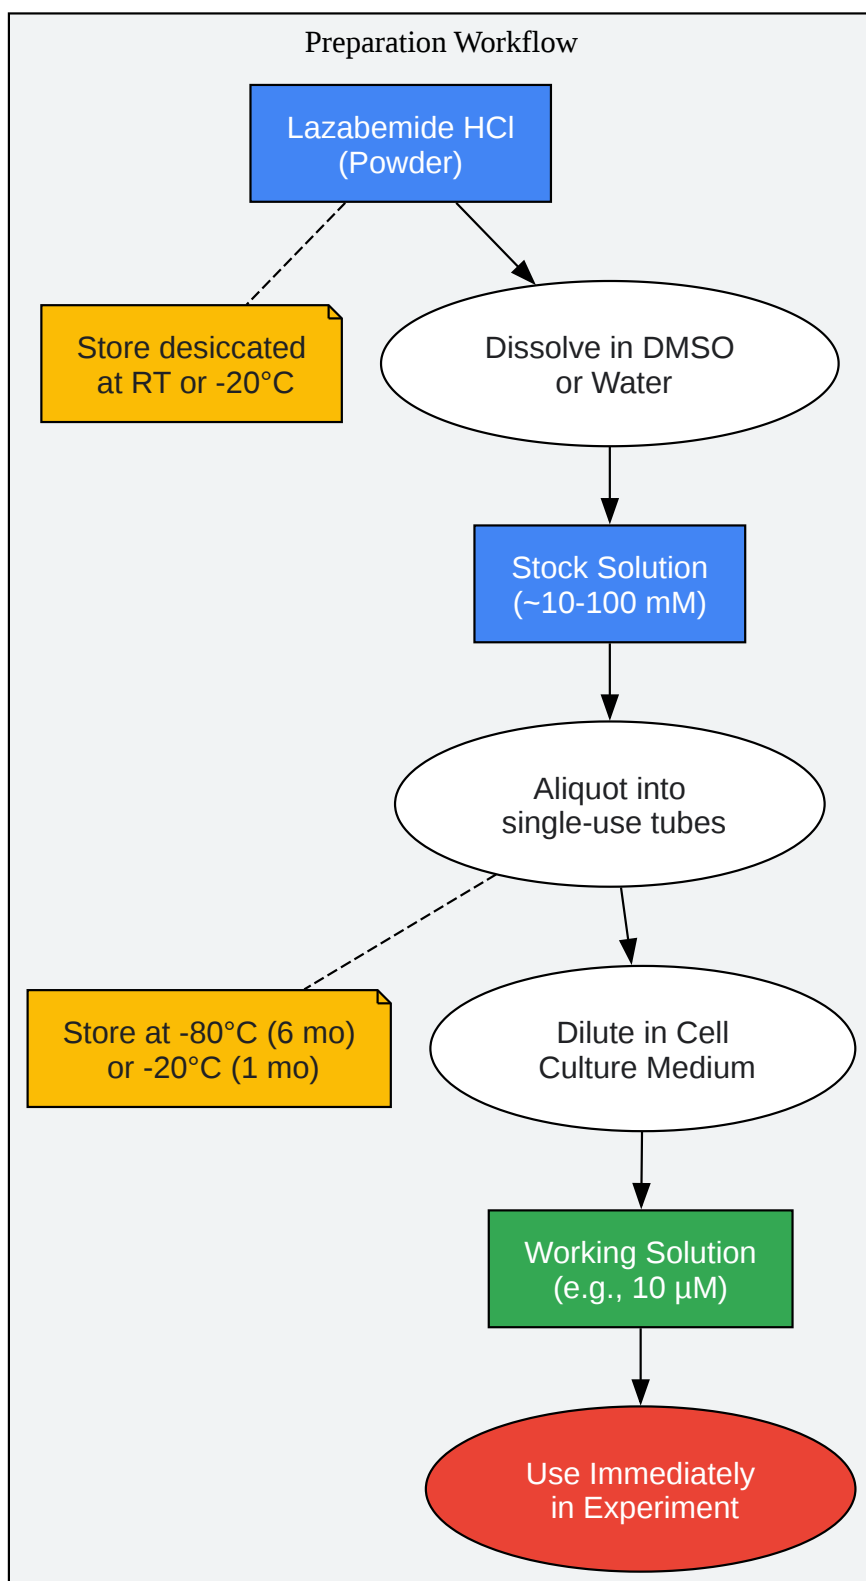 Preparation Workflow
Lazabemide HCl
(Powder)
Store desiccated
at RT or -20°C
Dissolve in DMSO
or Water
Stock Solution
(~10-100 mM)
Aliquot into
single-use tubes
Store at -80°C (6 mo)
or -20°C (1 mo)
Dilute in Cell
Culture Medium
Working Solution
(e.g., 10 µM)
Use Immediately
in Experiment